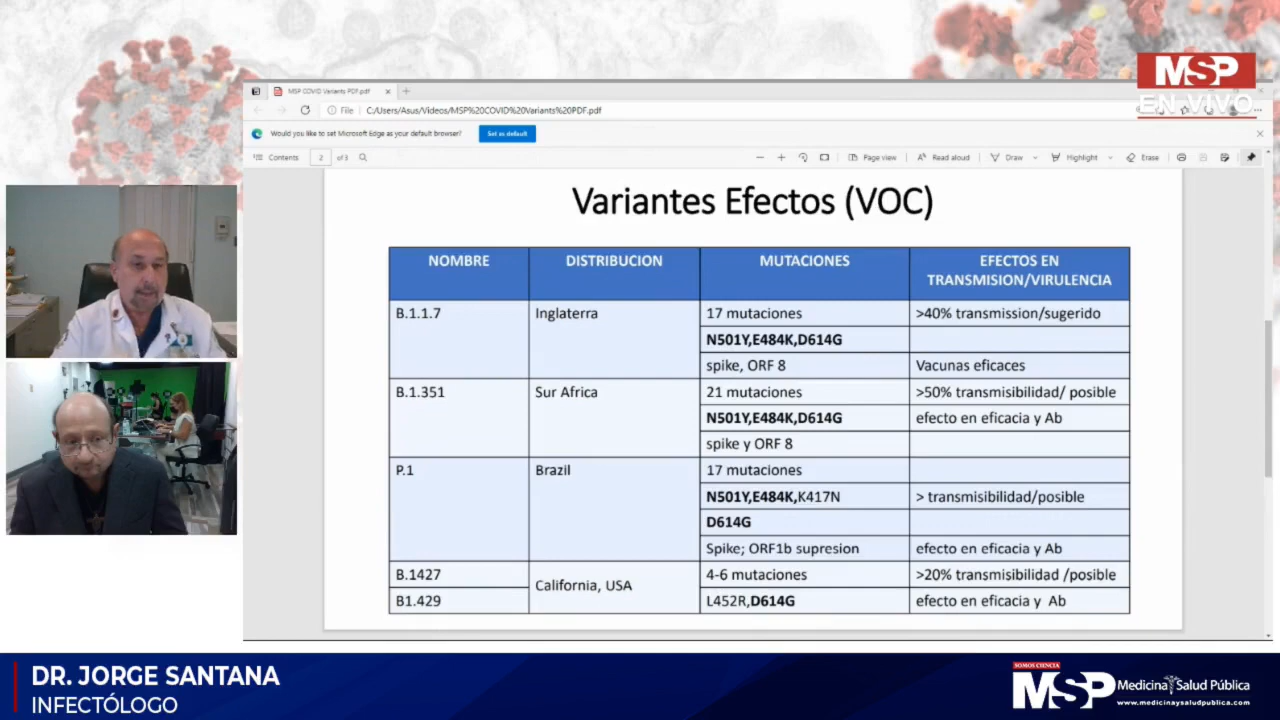 MSP
EN VIVO
MSP COVID Variants PDF.pdf
File C:/Users/Asus/Videos/MSP%20COVID%20Variants%20PDF.pdf
Would you like to set Microsoft Edge as your default browser? Set as default
Contents 2 of 3 Page view Read aloud Draw Highlight Erase
Variantes Efectos (VOC)
NOMBRE DISTRIBUCION MUTACIONES EFECTOS EN
TRANSMISION/VIRULENCIA
B.1.1.7 Inglaterra 17 mutaciones >40% transmission/sugerido
N501Y,E484K,D614G
spike, ORF 8 Vacunas eficaces
B.1.351 Sur Africa 21 mutaciones >50% transmisibilidad/ posible
N501Y,E484K,D614G efecto en eficacia y Ab
spike y ORF 8
P.1 Brazil 17 mutaciones
N501Y,E484K,K417N > transmisibilidad/posible
D614G
Spike; ORF1b supresion efecto en eficacia y Ab
B.1427 California, USA 4-6 mutaciones >20% transmisibilidad /posible
B1.429 L452R,D614G efecto en eficacia y Ab
DR. JORGE SANTANA
INFECTÓLOGO
SOMOS CIENCIA
MSP Medicina Salud Pública
www.medicinaysaludpublica.com